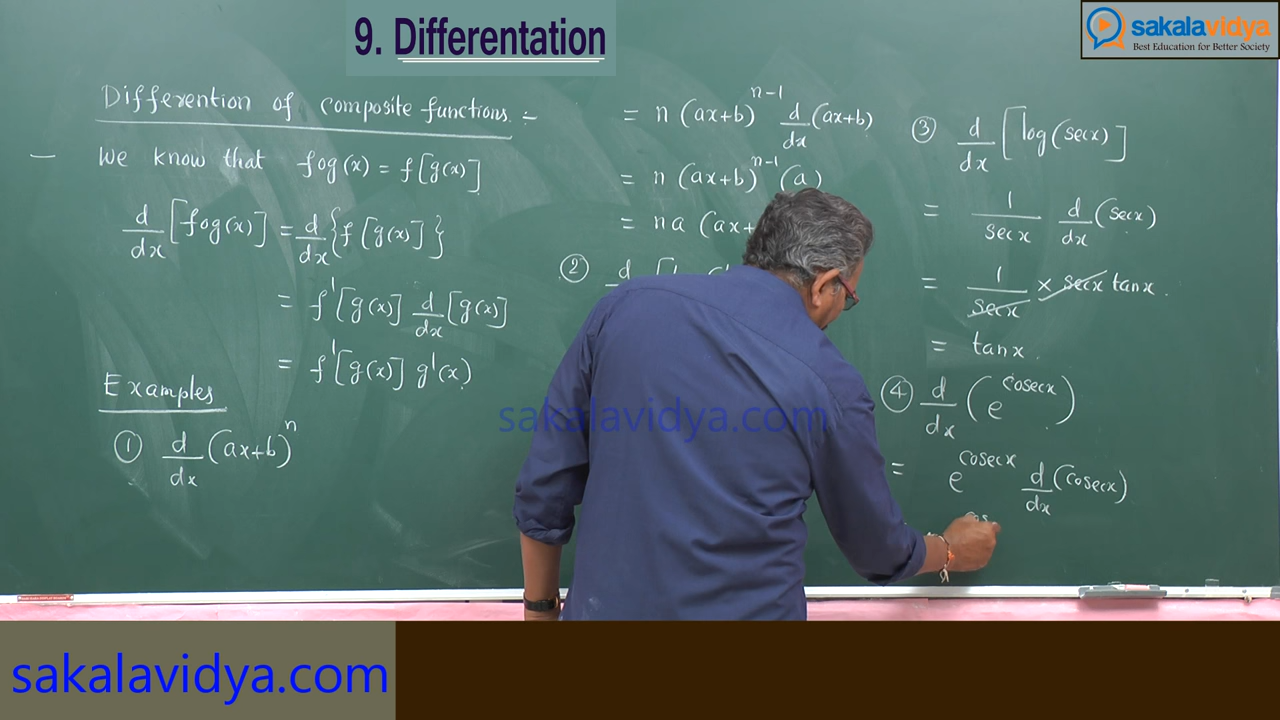 9. Differentation
sakalavidya
Best Education for Better Society
Differention of composite functions :-
— We know that fog(x) = f[g(x)]
d/dx [fog(x)] = d/dx {f[g(x)]}
= f'[g(x)] d/dx [g(x)]
= f'[g(x)] g'(x)
Examples
① d/dx (ax+b)^n
= n (ax+b)^(n-1) d/dx (ax+b)
= n (ax+b)^(n-1) (a)
= na (ax+
② d
③ d/dx [log(secx)]
= 1/secx d/dx (secx)
= 1/secx × secx tanx.
= tanx.
④ d/dx (e^cosecx)
= e^cosecx d/dx (cosecx)
cos
sakalavidya.com
sakalavidya.com